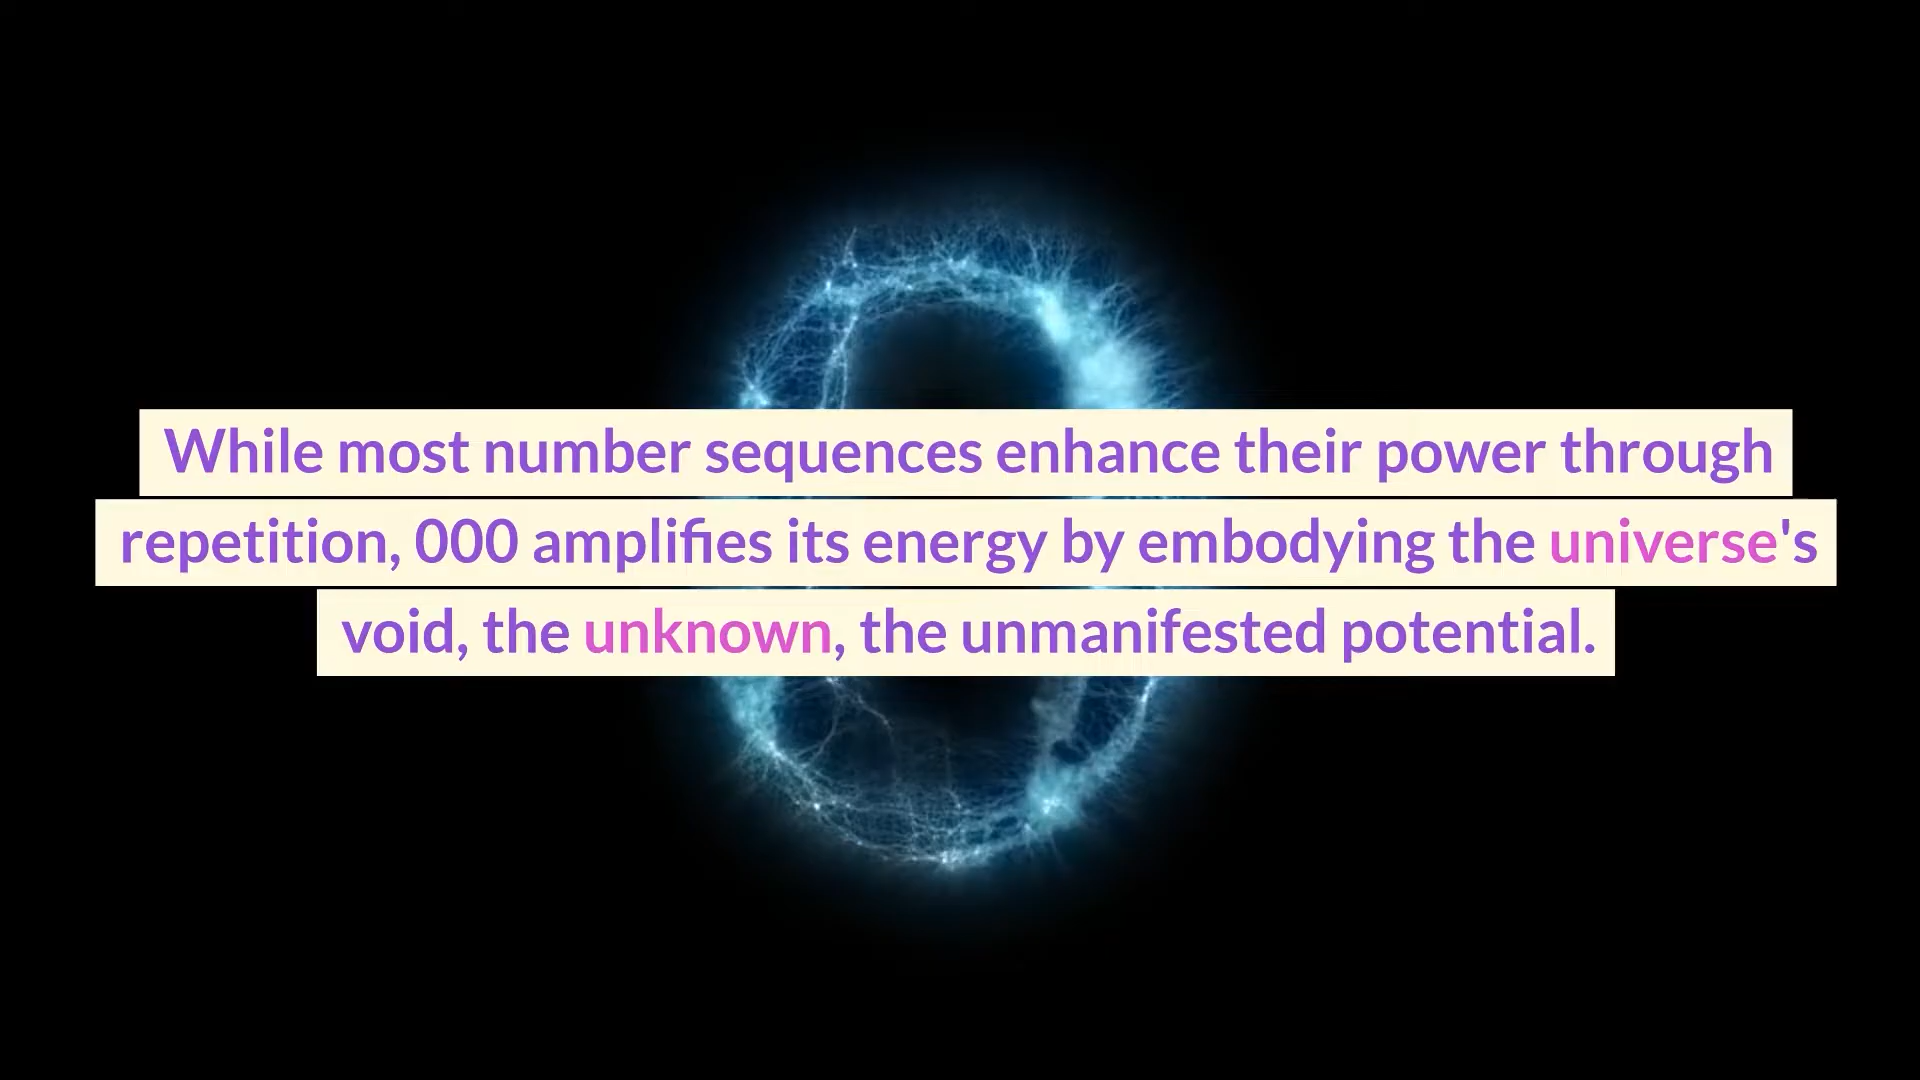 While most number sequences enhance their power through
repetition, 000 amplifies its energy by embodying the universe's
void, the unknown, the unmanifested potential.